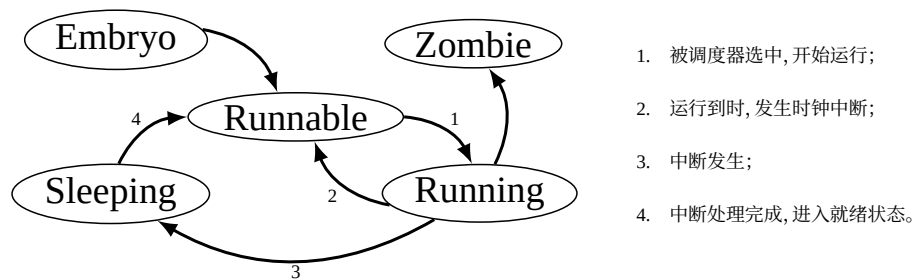 Embryo
Zombie
Runnable
Sleeping
Running
4
1
2
3
1. 被调度器选中, 开始运行;
2. 运行到时, 发生时钟中断;
3. 中断发生;
4. 中断处理完成, 进入就绪状态。